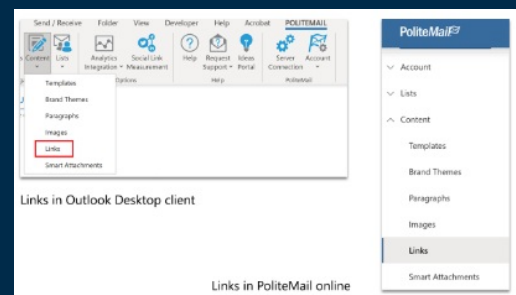 Send / Receive Folder View Developer Help Acrobat POLITEMAIL
Content Lists Analytics Integration Social Link Measurement Help Request Support Ideas Portal Server Connection Account
Options Help PoliteMail
Templates
Brand Themes
Paragraphs
Images
Links
Smart Attachments
Links in Outlook Desktop client
Links in PoliteMail online
PoliteMail
Account
Lists
Content
Templates
Brand Themes
Paragraphs
Images
Links
Smart Attachments